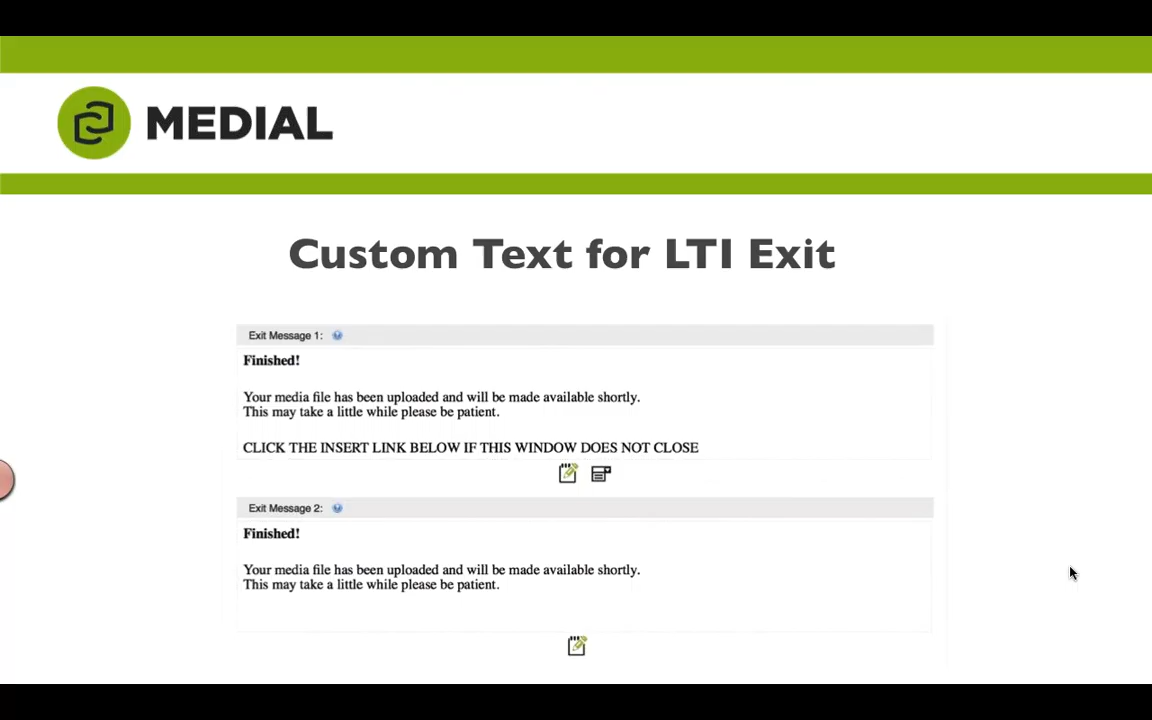 MEDIAL
Custom Text for LTI Exit
Exit Message 1:
Finished!
Your media file has been uploaded and will be made available shortly.
This may take a little while please be patient.
CLICK THE INSERT LINK BELOW IF THIS WINDOW DOES NOT CLOSE
Exit Message 2:
Finished!
Your media file has been uploaded and will be made available shortly.
This may take a little while please be patient.